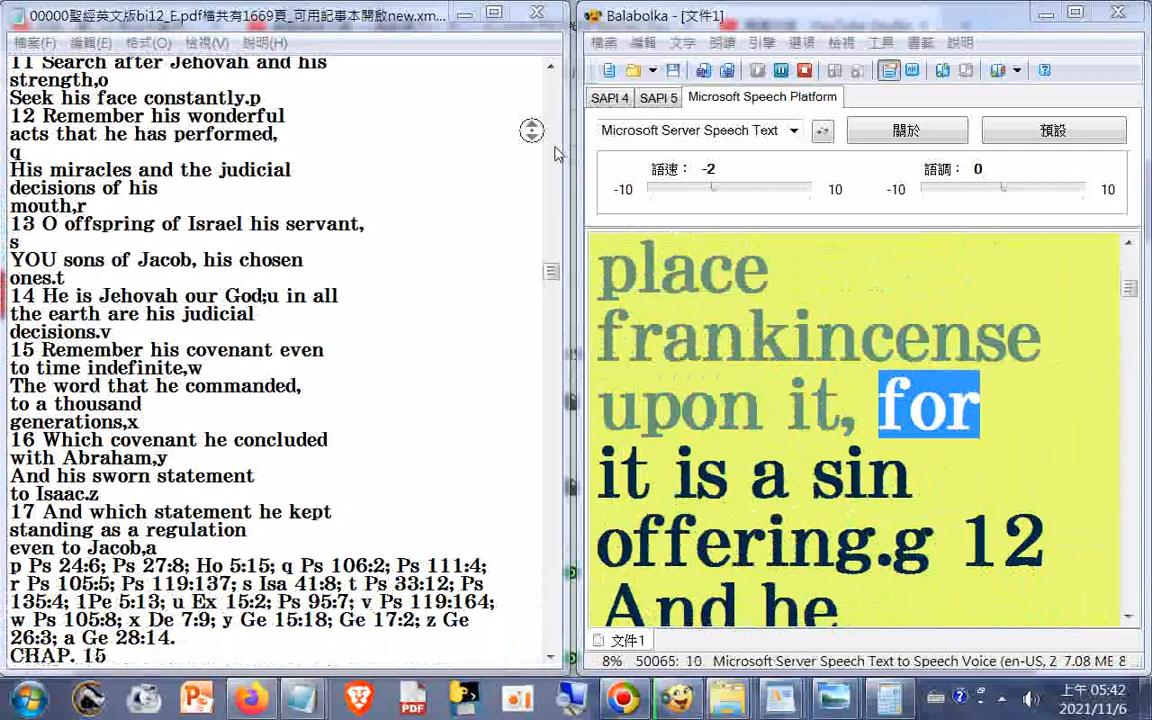 00000聖經英文版bi12_E.pdf檔共有1669頁_可用記事本開啟new.xm...
檔案(F) 編輯(E) 格式(O) 檢視(V) 說明(H)
11 Search after Jehovah and his
strength,o
Seek his face constantly.p
12 Remember his wonderful
acts that he has performed,
q
His miracles and the judicial
decisions of his
mouth,r
13 O offspring of Israel his servant,
s
YOU sons of Jacob, his chosen
ones.t
14 He is Jehovah our God;u in all
the earth are his judicial
decisions.v
15 Remember his covenant even
to time indefinite,w
The word that he commanded,
to a thousand
generations,x
16 Which covenant he concluded
with Abraham,y
And his sworn statement
to Isaac.z
17 And which statement he kept
standing as a regulation
even to Jacob,a
p Ps 24:6; Ps 27:8; Ho 5:15; q Ps 106:2; Ps 111:4;
r Ps 105:5; Ps 119:137; s Isa 41:8; t Ps 33:12; Ps
135:4; 1Pe 5:13; u Ex 15:2; Ps 95:7; v Ps 119:164;
w Ps 105:8; x De 7:9; y Ge 15:18; Ge 17:2; z Ge
26:3; a Ge 28:14.
CHAP. 15
Balabolka - [文件1]
檔案 編輯 文字 朗讀 引擎 選項 檢視 工具 書籤 說明
SAPI 4 SAPI 5 Microsoft Speech Platform
Microsoft Server Speech Text 關於 預設
語速： -2 語調： 0
-10 10 -10 10
place
frankincense
upon it, for
it is a sin
offering.g 12
And he
文件1
8% 50065: 10 Microsoft Server Speech Text to Speech Voice (en-US, Z 7.08 MB 8
PDF
上午 05:42
2021/11/6